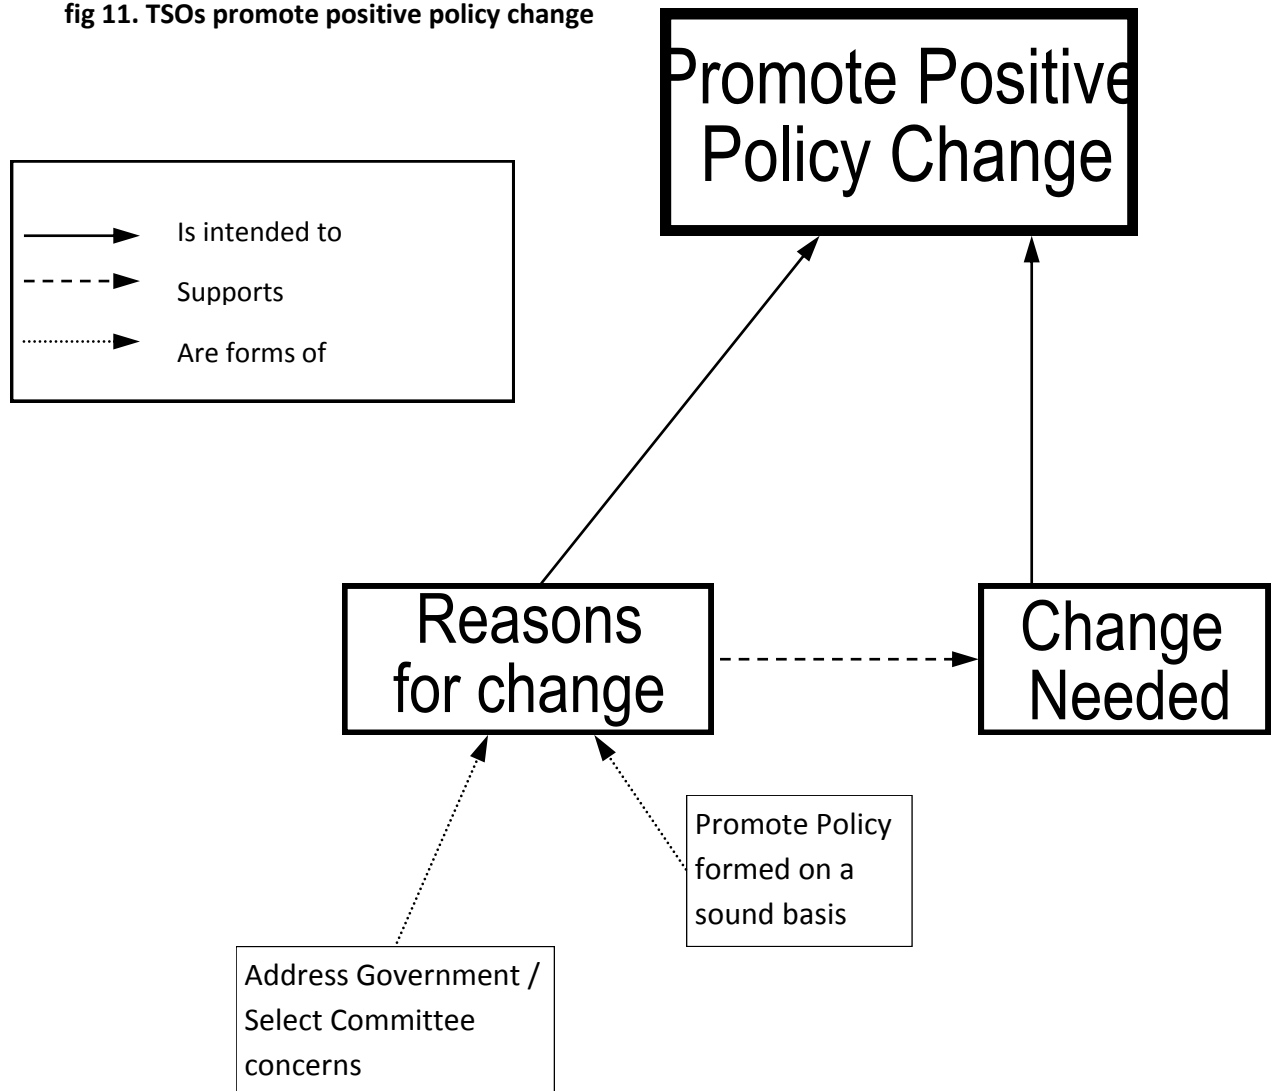 fig 11. TSOs promote positive policy change
Promote Positive
Policy Change
Is intended to
Supports
Are forms of
Reasons
for change
Change
Needed
Promote Policy
formed on a
sound basis
Address Government /
Select Committee
concerns